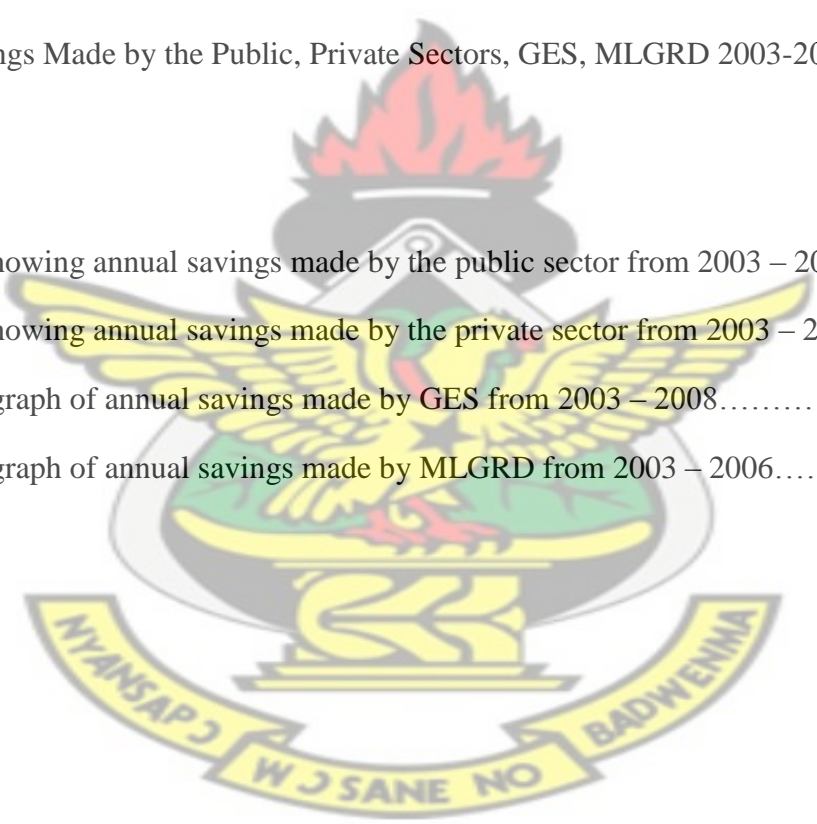 ngs Made by the Public, Private Sectors, GES, MLGRD 2003-20
howing annual savings made by the public sector from 2003 – 20
howing annual savings made by the private sector from 2003 – 2
graph of annual savings made by GES from 2003 – 2008………
graph of annual savings made by MLGRD from 2003 – 2006….
NYANSAPƆ
WƆSANE NO
BADWENMA